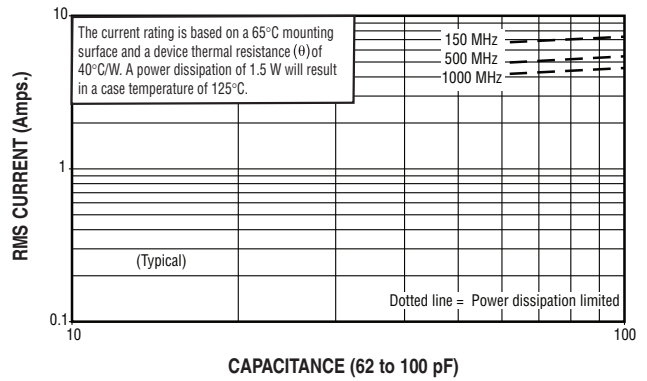 10
The current rating is based on a 65°C mounting
surface and a device thermal resistance (θ) of
40°C/W. A power dissipation of 1.5 W will result
in a case temperature of 125°C.
150 MHz
500 MHz
1000 MHz
RMS CURRENT (Amps.)
1
(Typical)
Dotted line = Power dissipation limited
0.1
10
100
CAPACITANCE (62 to 100 pF)